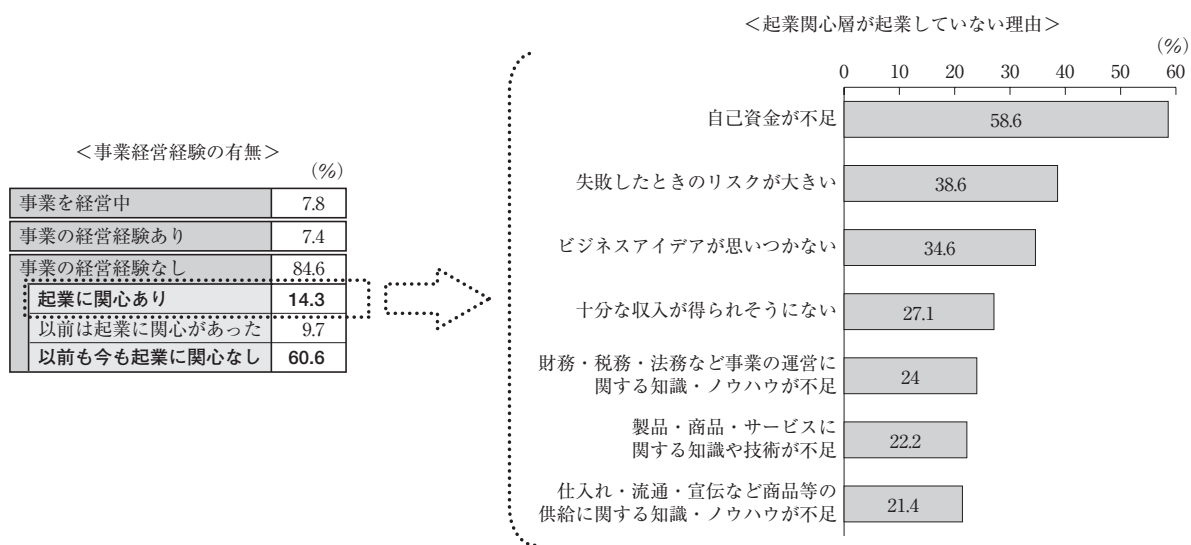 ＜事業経営経験の有無＞
(%)
事業を経営中 7.8
事業の経営経験あり 7.4
事業の経営経験なし 84.6
起業に関心あり 14.3
以前は起業に関心があった 9.7
以前も今も起業に関心なし 60.6
＜起業関心層が起業していない理由＞
(%)
0 10 20 30 40 50 60
自己資金が不足 58.6
失敗したときのリスクが大きい 38.6
ビジネスアイデアが思いつかない 34.6
十分な収入が得られそうにない 27.1
財務・税務・法務など事業の運営に
関する知識・ノウハウが不足 24
製品・商品・サービスに
関する知識や技術が不足 22.2
仕入れ・流通・宣伝など商品等の
供給に関する知識・ノウハウが不足 21.4